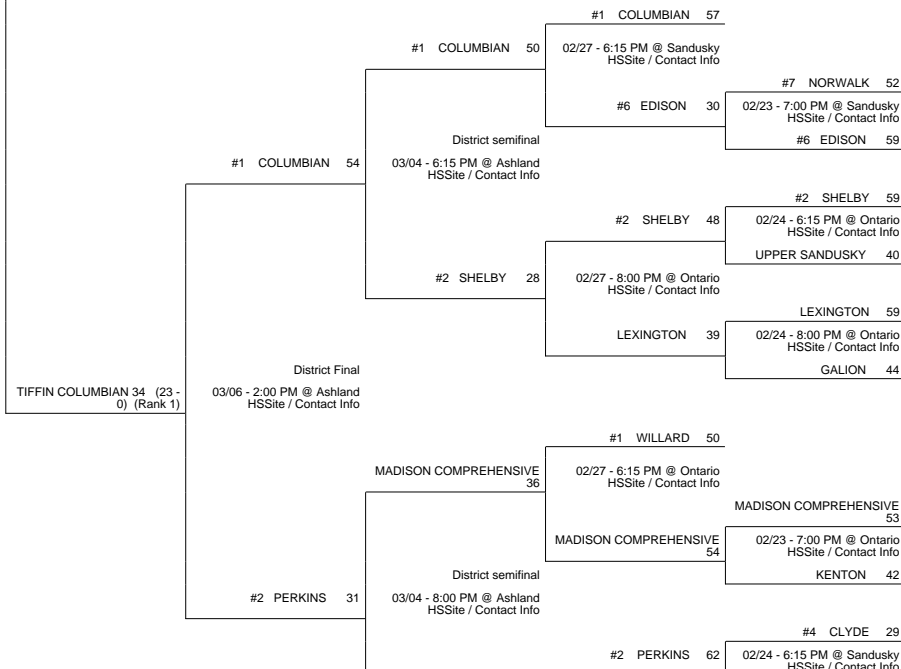 #1 COLUMBIAN 57
#1 COLUMBIAN 50
02/27 - 6:15 PM @ Sandusky
HSSite / Contact Info
#7 NORWALK 52
#6 EDISON 30
02/23 - 7:00 PM @ Sandusky
HSSite / Contact Info
#6 EDISON 59
District semifinal
#1 COLUMBIAN 54
03/04 - 6:15 PM @ Ashland
HSSite / Contact Info
#2 SHELBY 59
#2 SHELBY 48
02/24 - 6:15 PM @ Ontario
HSSite / Contact Info
UPPER SANDUSKY 40
#2 SHELBY 28
02/27 - 8:00 PM @ Ontario
HSSite / Contact Info
LEXINGTON 59
LEXINGTON 39
02/24 - 8:00 PM @ Ontario
HSSite / Contact Info
GALION 44
District Final
TIFFIN COLUMBIAN 34 (23 -
0) (Rank 1)
03/06 - 2:00 PM @ Ashland
HSSite / Contact Info
#1 WILLARD 50
MADISON COMPREHENSIVE
36
02/27 - 6:15 PM @ Ontario
HSSite / Contact Info
MADISON COMPREHENSIVE
53
MADISON COMPREHENSIVE
54
02/23 - 7:00 PM @ Ontario
HSSite / Contact Info
KENTON 42
District semifinal
#2 PERKINS 31
03/04 - 8:00 PM @ Ashland
HSSite / Contact Info
#4 CLYDE 29
#2 PERKINS 62
02/24 - 6:15 PM @ Sandusky
HSSite / Contact Info